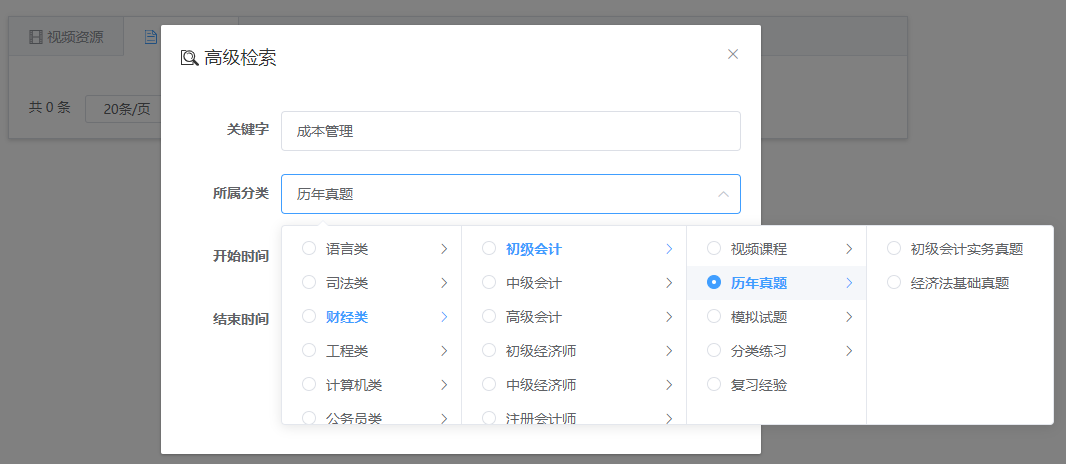 视频资源
高级检索
共 0 条
20条/页
关键字
成本管理
所属分类
历年真题
开始时间
结束时间
语言类
司法类
财经类
工程类
计算机类
公务员类
初级会计
中级会计
高级会计
初级经济师
中级经济师
注册会计师
视频课程
历年真题
模拟试题
分类练习
复习经验
初级会计实务真题
经济法基础真题